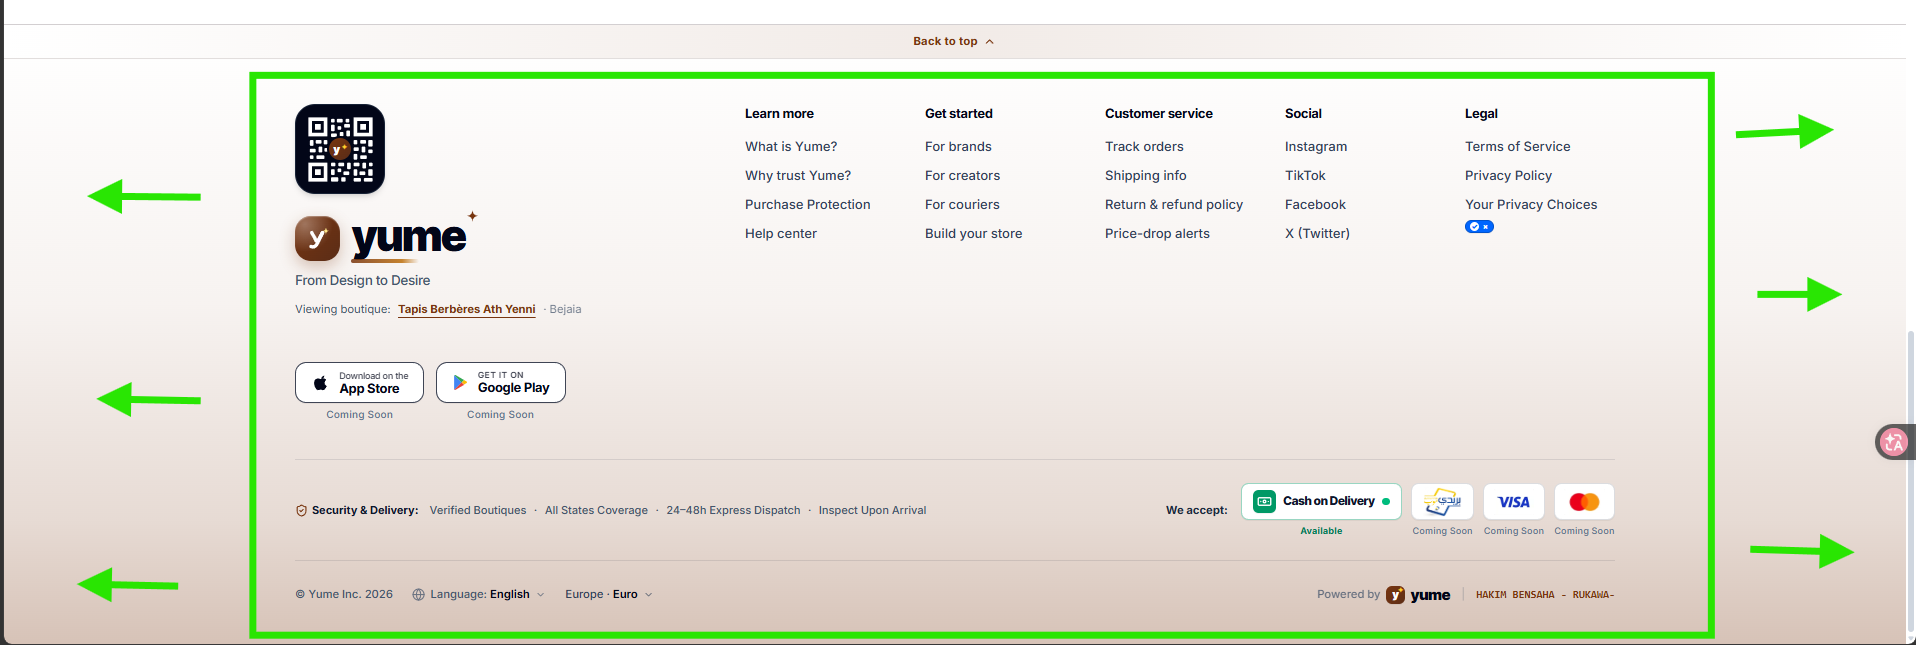 Back to top
Learn more
What is Yume?
Why trust Yume?
Purchase Protection
Help center
Get started
For brands
For creators
For couriers
Build your store
Customer service
Track orders
Shipping info
Return & refund policy
Price-drop alerts
Social
Instagram
TikTok
Facebook
X (Twitter)
Legal
Terms of Service
Privacy Policy
Your Privacy Choices
y
y yume
From Design to Desire
Viewing boutique: Tapis Berbères Ath Yenni · Bejaia
Download on the
App Store
Coming Soon
GET IT ON
Google Play
Coming Soon
Security & Delivery: Verified Boutiques · All States Coverage · 24–48h Express Dispatch · Inspect Upon Arrival
We accept: Cash on Delivery
Available
بريدي
Coming Soon
VISA
Coming Soon
Coming Soon
© Yume Inc. 2026 Language: English Europe · Euro
Powered by y yume | HAKIM BENSAHA - RUKAWA-
A